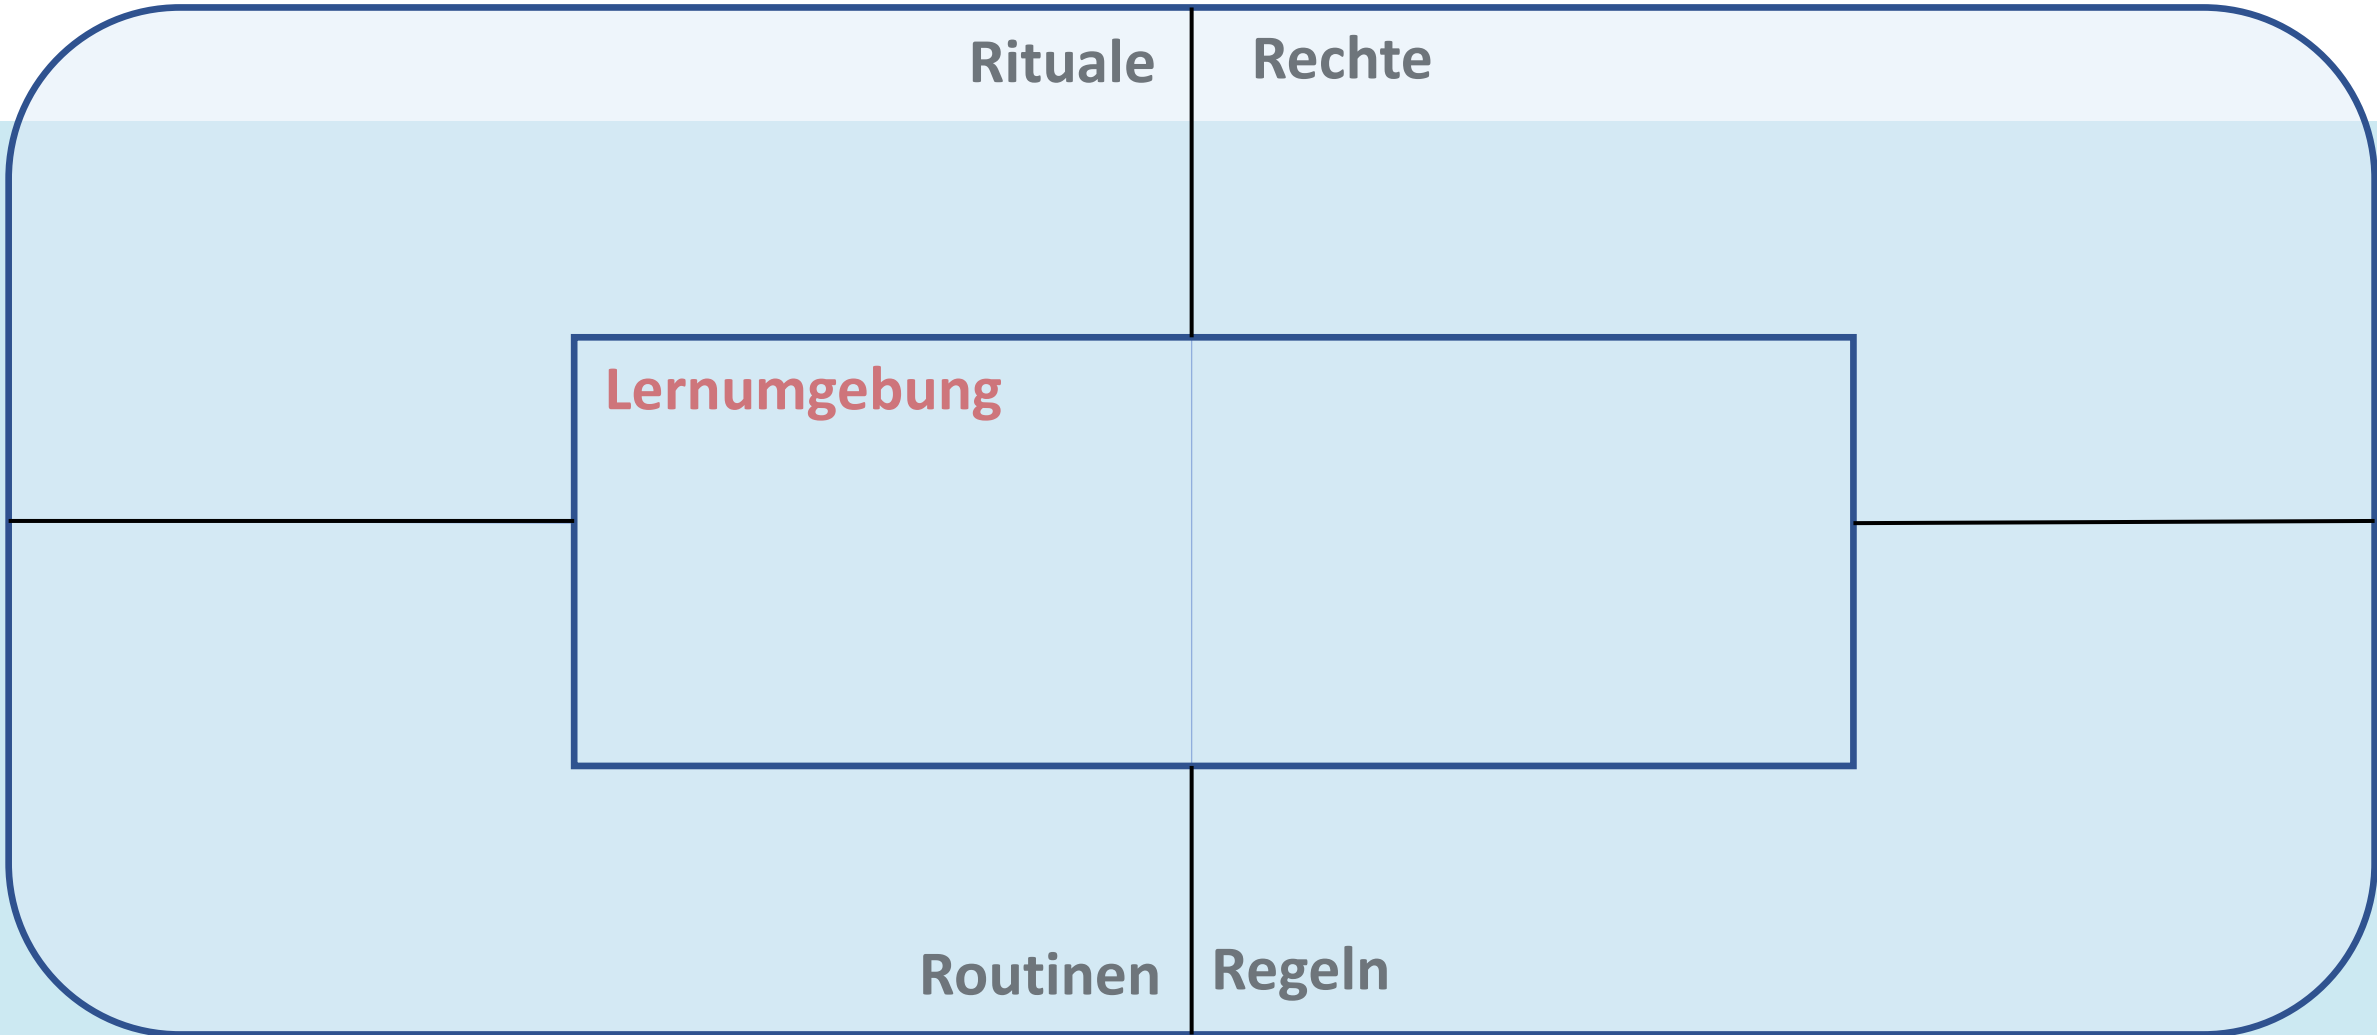 Rituale
Rechte
Lernumgebung
Routinen
Regeln